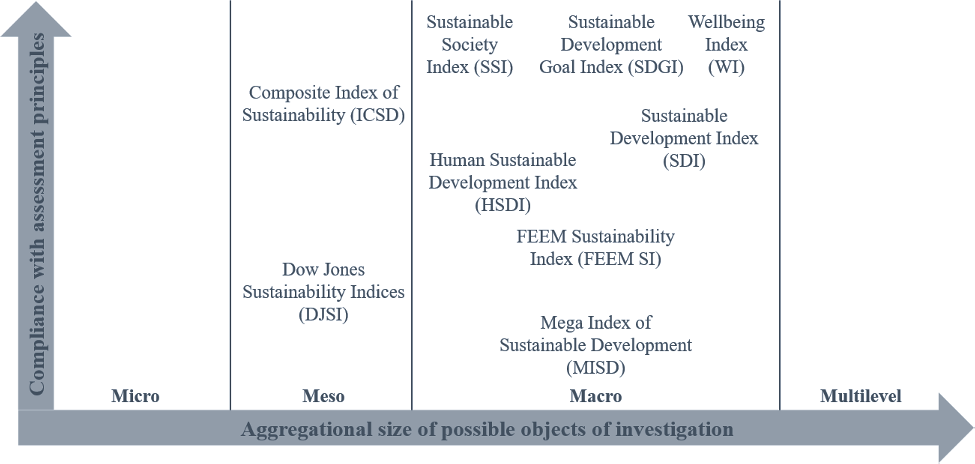 Compliance with assessment principles
Sustainable
Society
Index (SSI)
Sustainable
Development
Goal Index (SDGI)
Wellbeing
Index
(WI)
Composite Index of
Sustainability (ICSD)
Sustainable
Development Index
(SDI)
Human Sustainable
Development Index
(HSDI)
FEEM Sustainability
Index (FEEM SI)
Dow Jones
Sustainability Indices
(DJSI)
Mega Index of
Sustainable Development
(MISD)
Micro
Meso
Macro
Multilevel
Aggregational size of possible objects of investigation